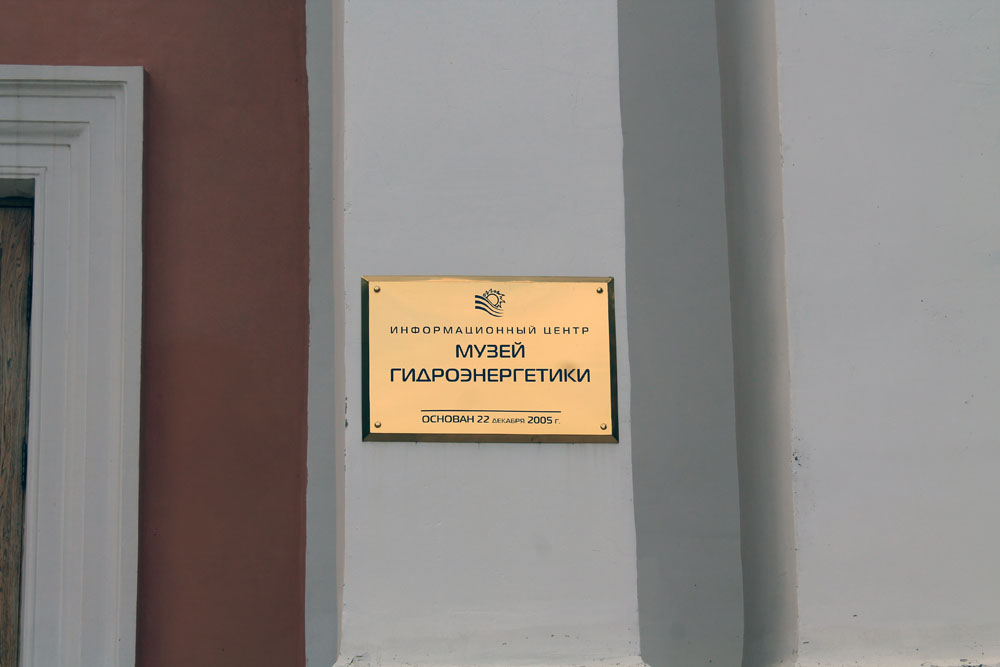 ИНФОРМАЦИОННЫЙ ЦЕНТР
МУЗЕЙ
ГИДРОЭНЕРГЕТИКИ
ОСНОВАН 22 ДЕКАБРЯ 2005 Г.